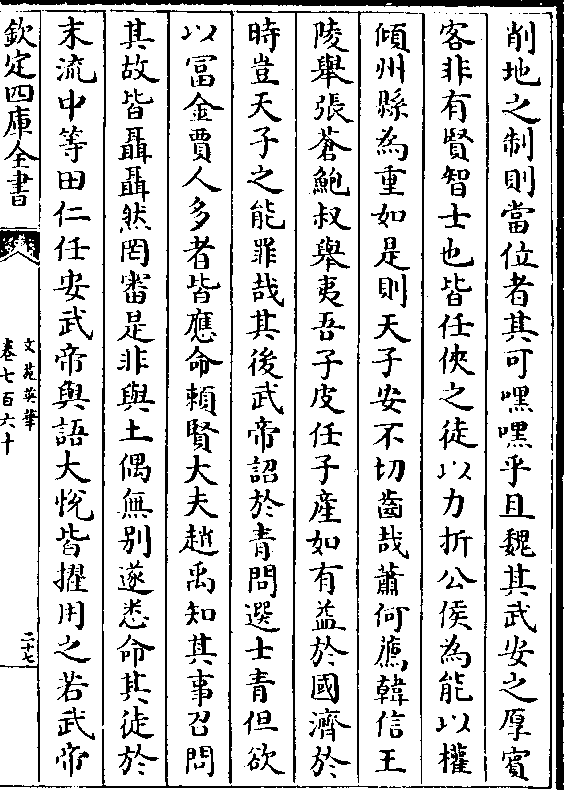 削地之制則當位者其可嘿嘿乎且魏其武安之厚賓
客非有賢智士也皆任俠之徒以力折公侯為能以權
傾州縣為重如是則天子安不切齒哉蕭何薦韓信王
陵舉張蒼鮑叔舉夷吾子皮任子產如有益於國濟於
時豈天子之能罪哉其後武帝詔於青問選士青但欲
以冨金賈人多者皆應命賴賢大夫趙禹知其事召問
其故皆聶聶然罔審是非與土偶無别遂悉命其徒於
末流中等田仁任安武帝與語大悅皆擢用之若武帝
欽定四庫全書
文苑英華
卷七百六十
二十七